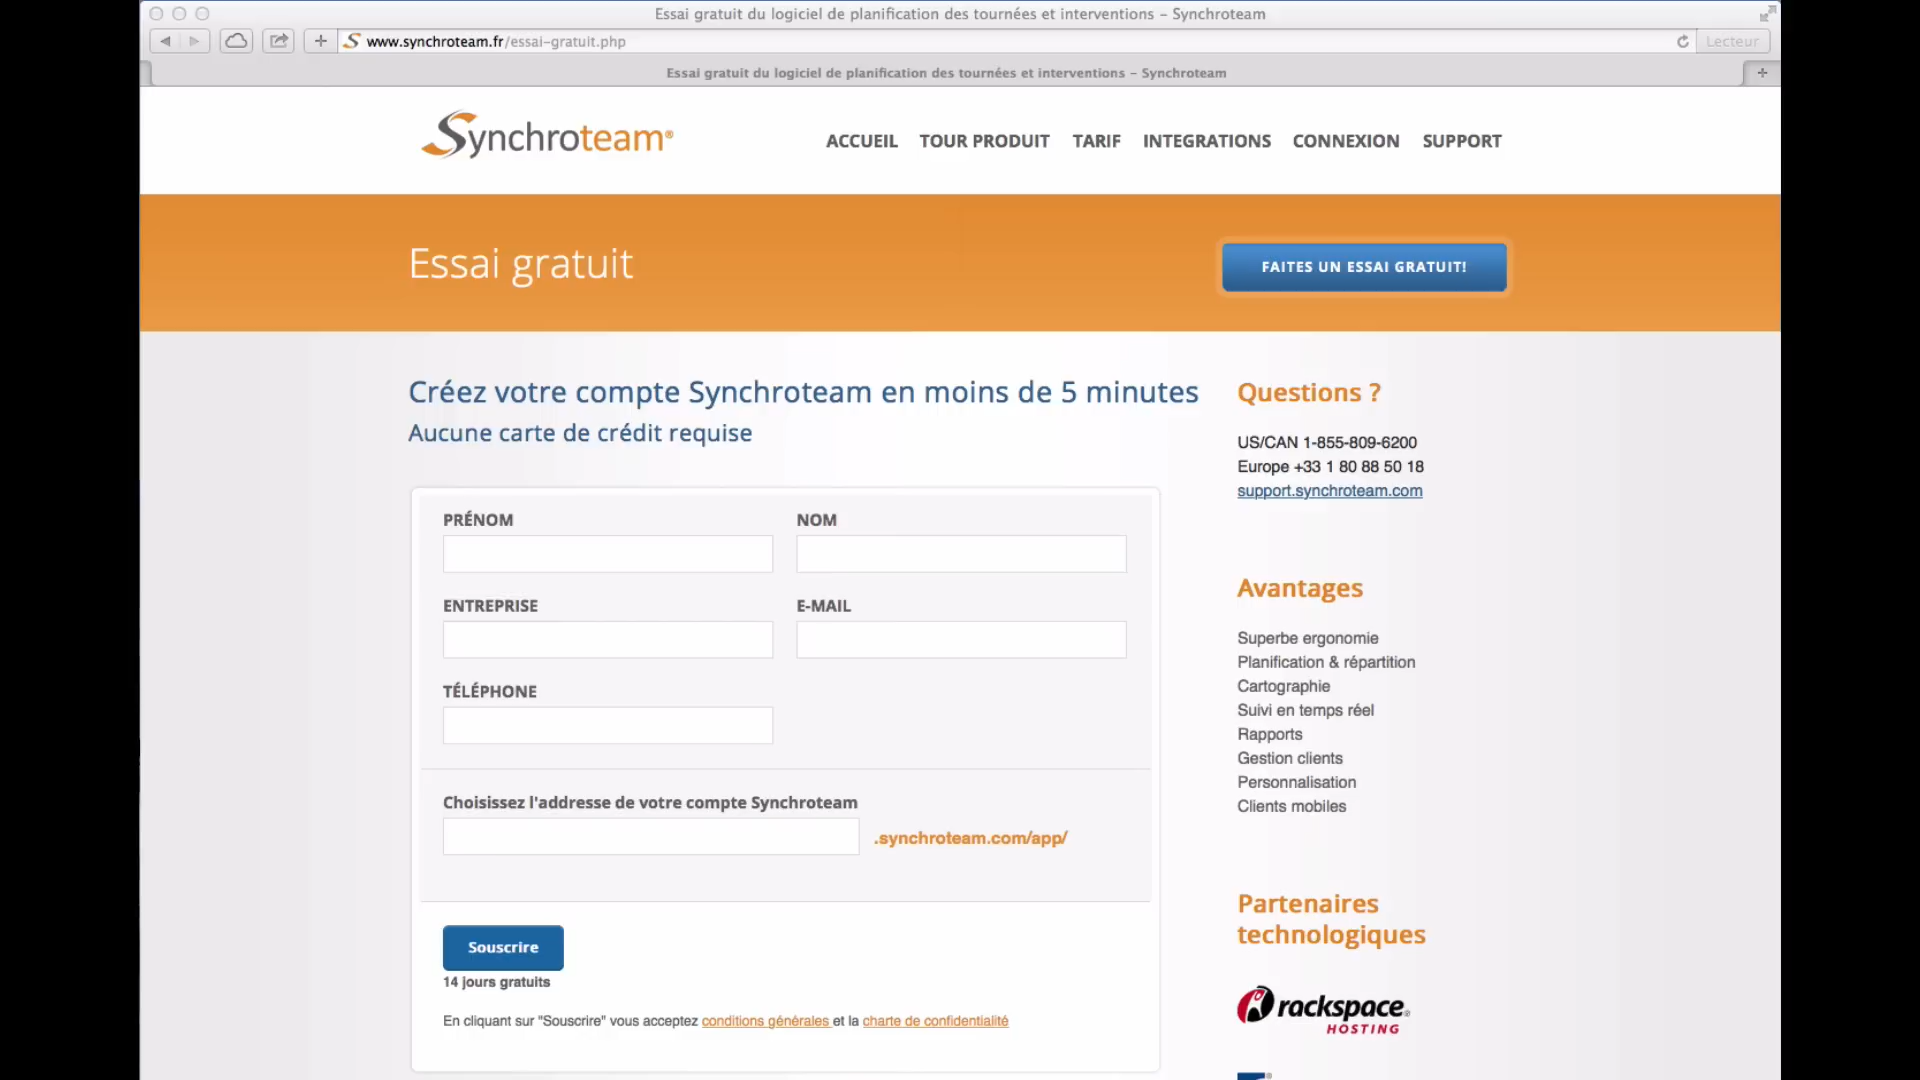 Essai gratuit du logiciel de planification des tournées et interventions – Synchroteam
www.synchroteam.fr/essai-gratuit.php
Lecteur
Essai gratuit du logiciel de planification des tournées et interventions – Synchroteam
Synchroteam®
ACCUEIL TOUR PRODUIT TARIF INTEGRATIONS CONNEXION SUPPORT
Essai gratuit
FAITES UN ESSAI GRATUIT!
Créez votre compte Synchroteam en moins de 5 minutes
Aucune carte de crédit requise
PRÉNOM
NOM
ENTREPRISE
E-MAIL
TÉLÉPHONE
Choisissez l'addresse de votre compte Synchroteam
.synchroteam.com/app/
Souscrire
14 jours gratuits
En cliquant sur "Souscrire" vous acceptez conditions générales et la charte de confidentialité
Questions ?
US/CAN 1-855-809-6200
Europe +33 1 80 88 50 18
support.synchroteam.com
Avantages
Superbe ergonomie
Planification & répartition
Cartographie
Suivi en temps réel
Rapports
Gestion clients
Personnalisation
Clients mobiles
Partenaires
technologiques
rackspace®
HOSTING